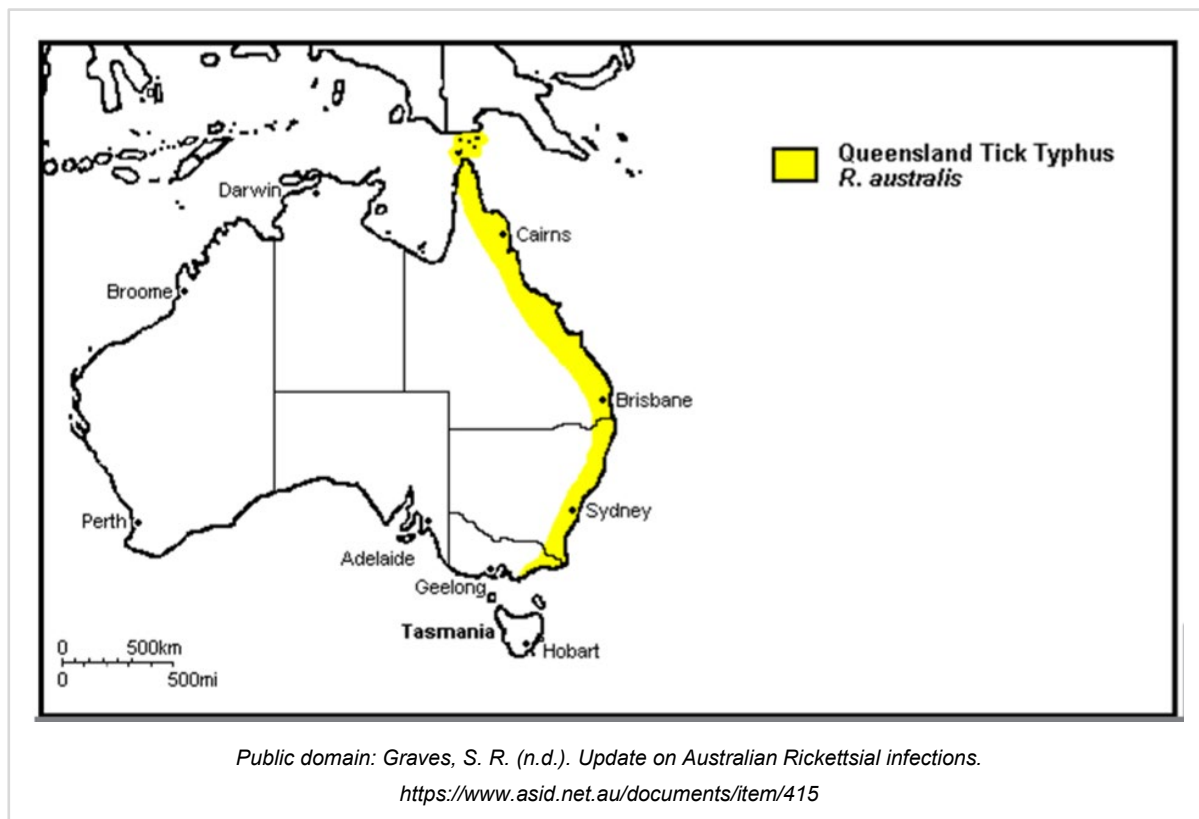 Queensland Tick Typhus
R. australis
Darwin
Cairns
Broome
Brisbane
Sydney
Perth
Adelaide
Geelong
Tasmania
Hobart
0 500km
0 500mi
Public domain: Graves, S. R. (n.d.). Update on Australian Rickettsial infections.
https://www.asid.net.au/documents/item/415